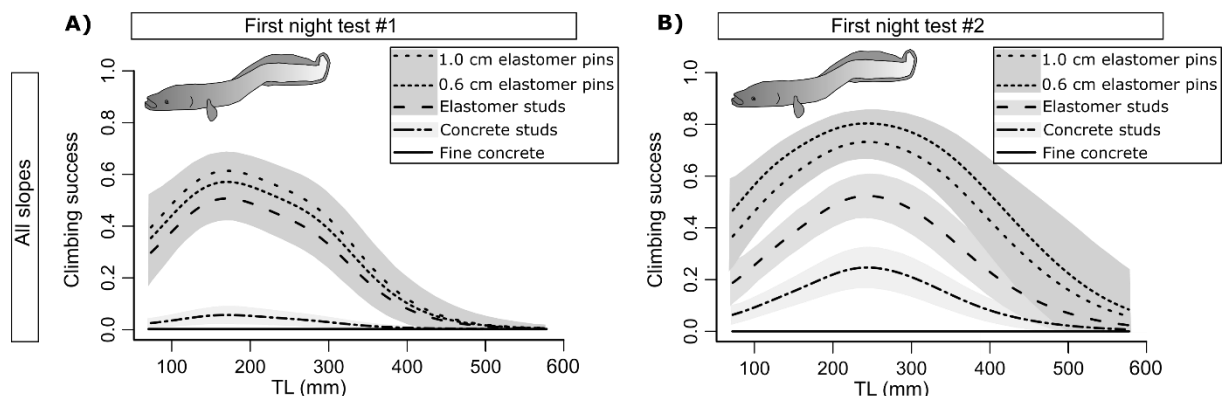 A)
First night test #1
1.0 cm elastomer pins
0.6 cm elastomer pins
Elastomer studs
Concrete studs
Fine concrete
All slopes
Climbing success
1.0
0.8
0.6
0.4
0.2
0.0
100 200 300 400 500 600
TL (mm)
B)
First night test #2
1.0 cm elastomer pins
0.6 cm elastomer pins
Elastomer studs
Concrete studs
Fine concrete
Climbing success
1.0
0.8
0.6
0.4
0.2
0.0
100 200 300 400 500 600
TL (mm)